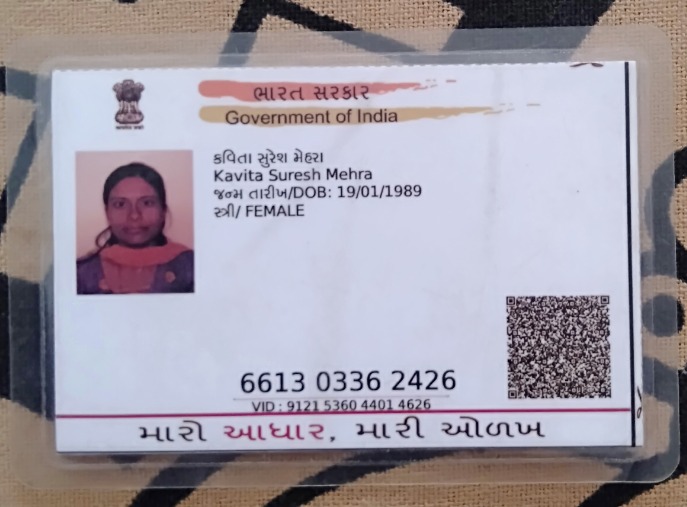 ભારત સરકાર
Government of India
કવિતા સુરેશ મેહરા
Kavita Suresh Mehra
જન્મ તારીખ/DOB: 19/01/1989
સ્ત્રી/ FEMALE
6613 0336 2426
VID : 9121 5360 4401 4626
મારો આધાર, મારી ઓળખ